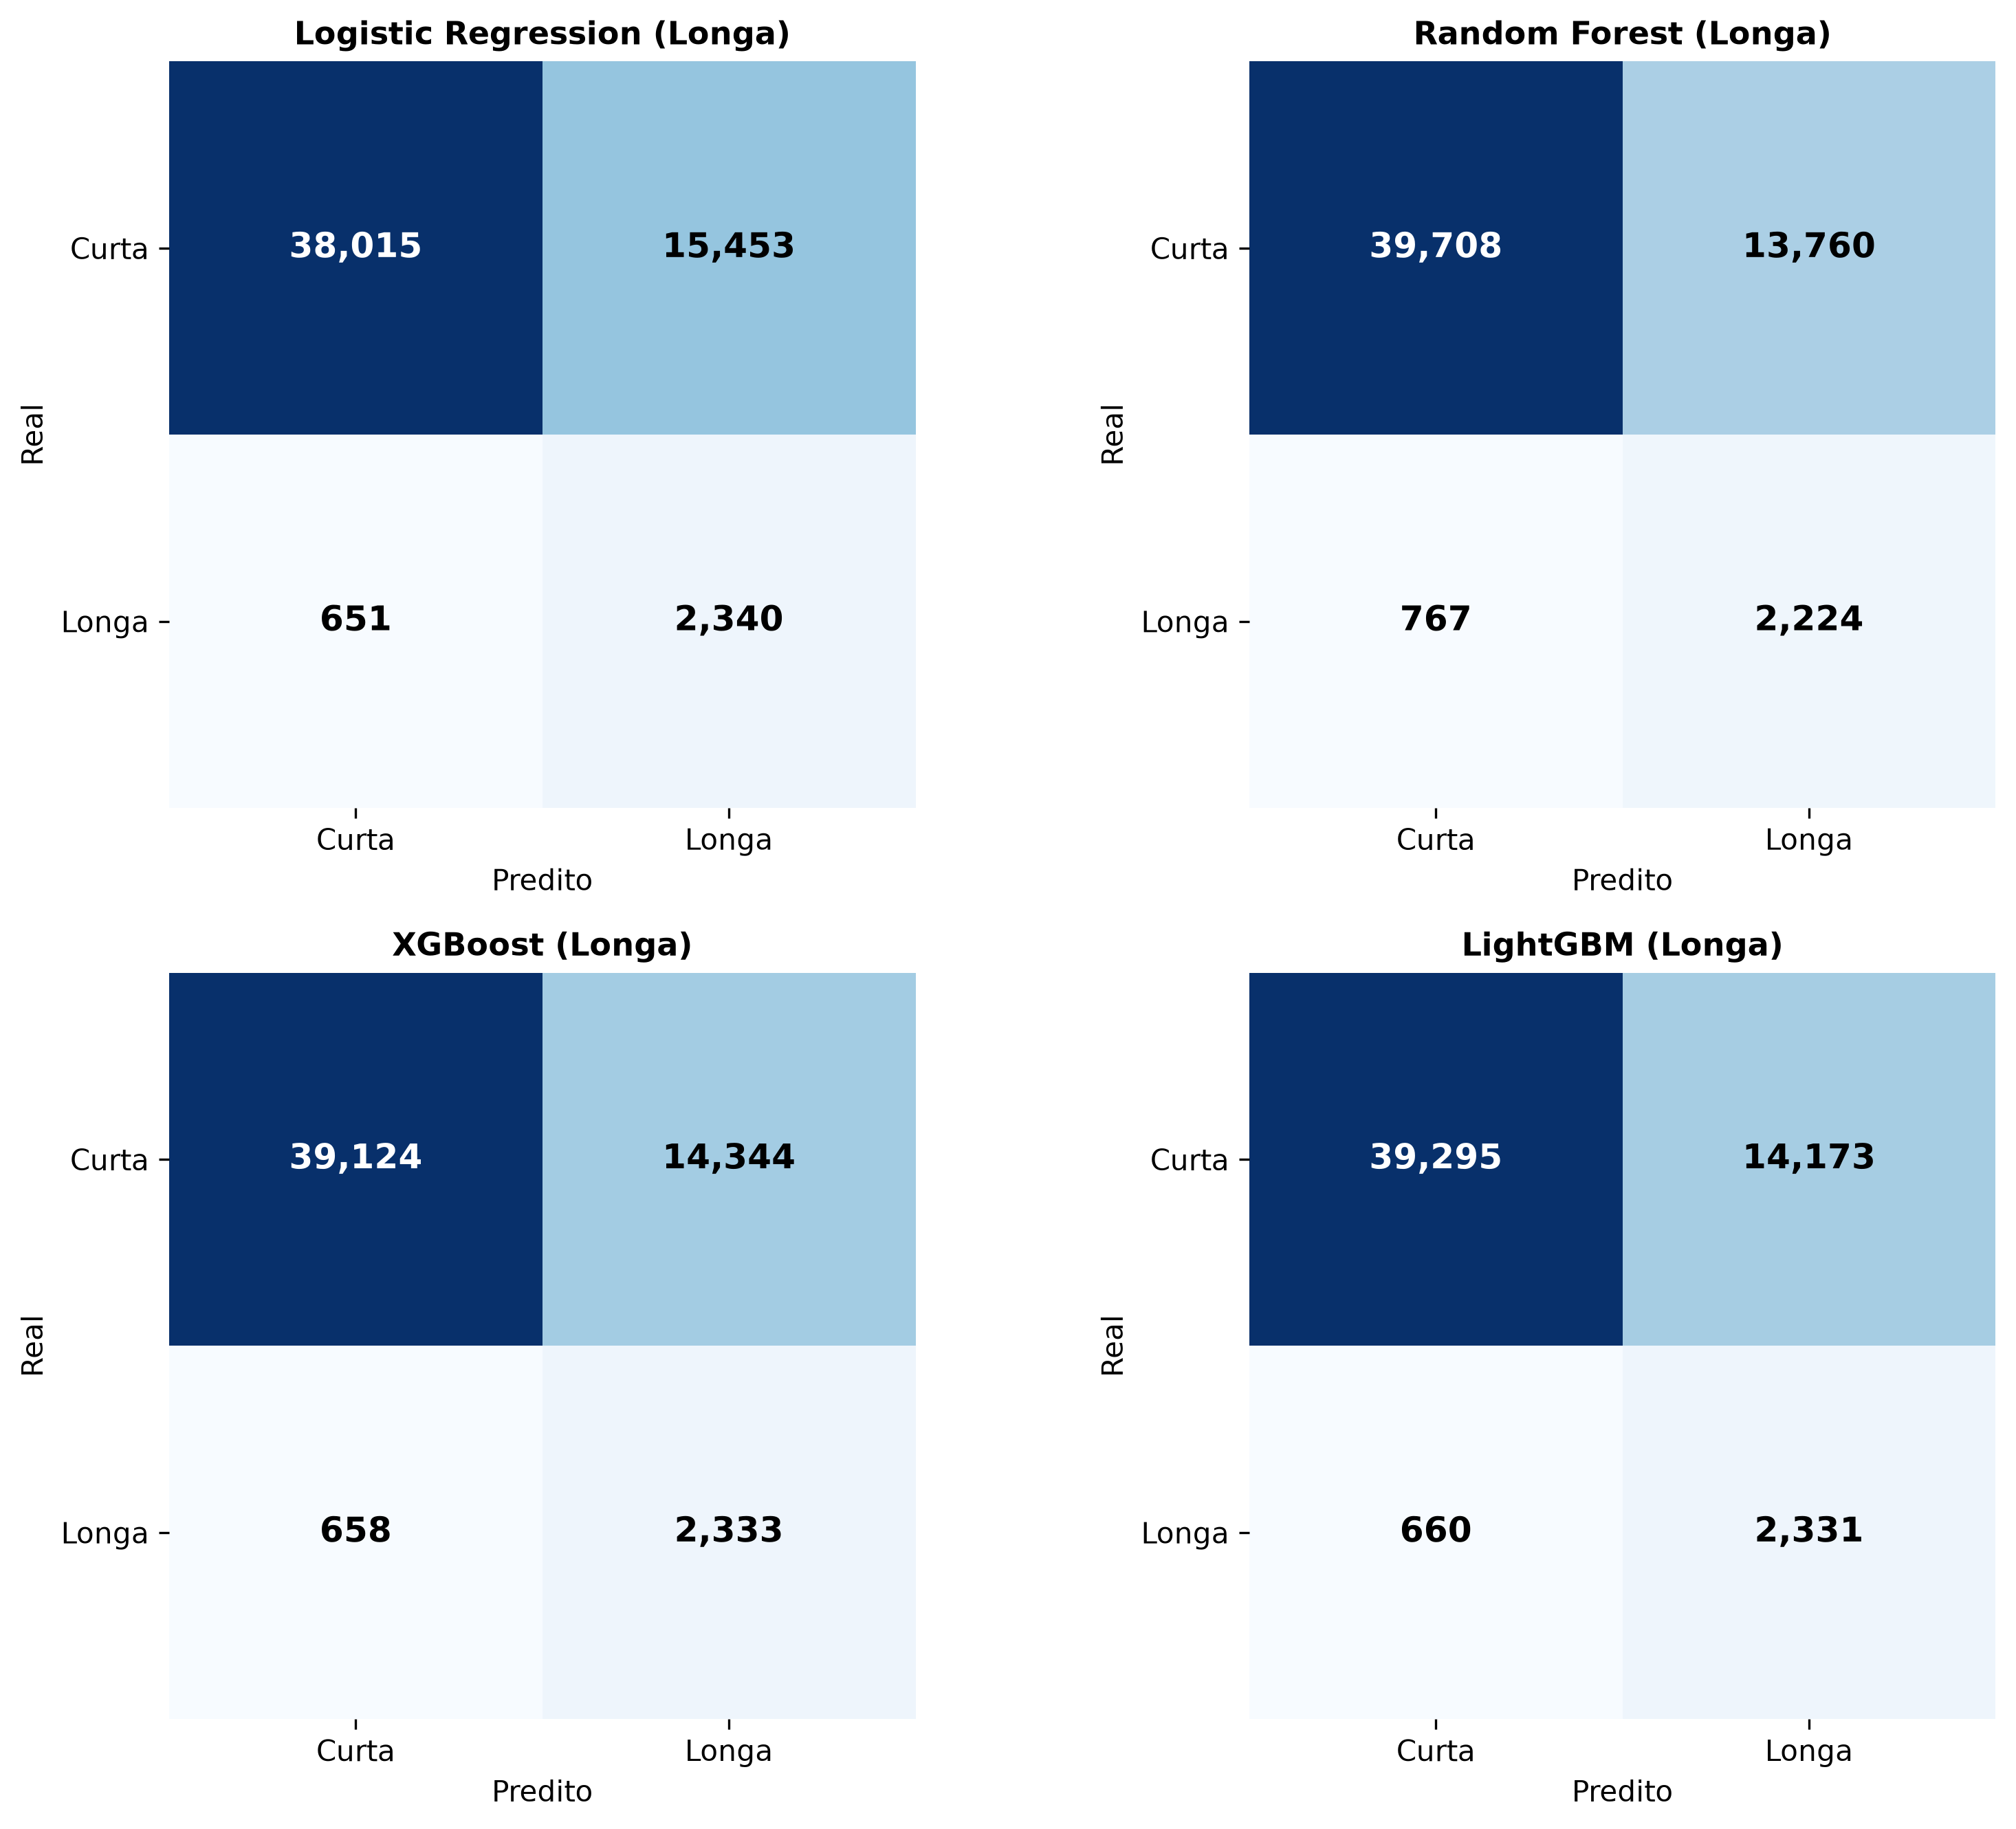 Logistic Regression (Longa)
Real
Curta
38,015
15,453
Longa
651
2,340
Curta
Longa
Predito
Random Forest (Longa)
Real
Curta
39,708
13,760
Longa
767
2,224
Curta
Longa
Predito
XGBoost (Longa)
Real
Curta
39,124
14,344
Longa
658
2,333
Curta
Longa
Predito
LightGBM (Longa)
Real
Curta
39,295
14,173
Longa
660
2,331
Curta
Longa
Predito